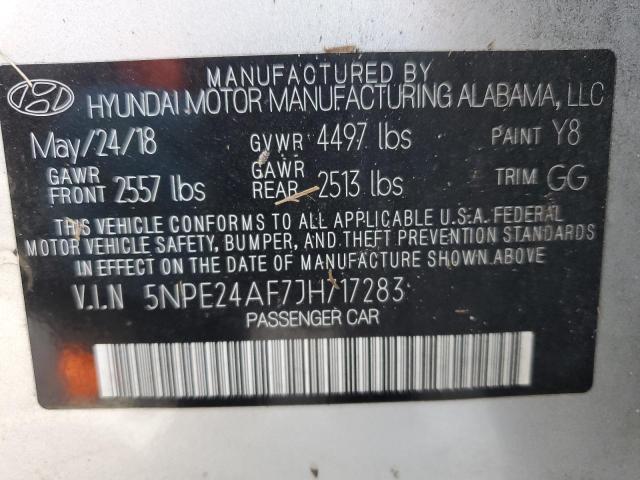 MANUFACTURED BY
HYUNDAI MOTOR MANUFACTURING ALABAMA, LLC
May/24/18 GVWR 4497 lbs PAINT Y8
GAWR FRONT 2557 lbs GAWR REAR 2513 lbs TRIM GG
THIS VEHICLE CONFORMS TO ALL APPLICABLE U.S.A. FEDERAL
MOTOR VEHICLE SAFETY, BUMPER, AND THEFT PREVENTION STANDARDS
IN EFFECT ON THE DATE OF MANUFACTURE SHOWN ABOVE.
V.I.N 5NPE24AF7JH717283
PASSENGER CAR